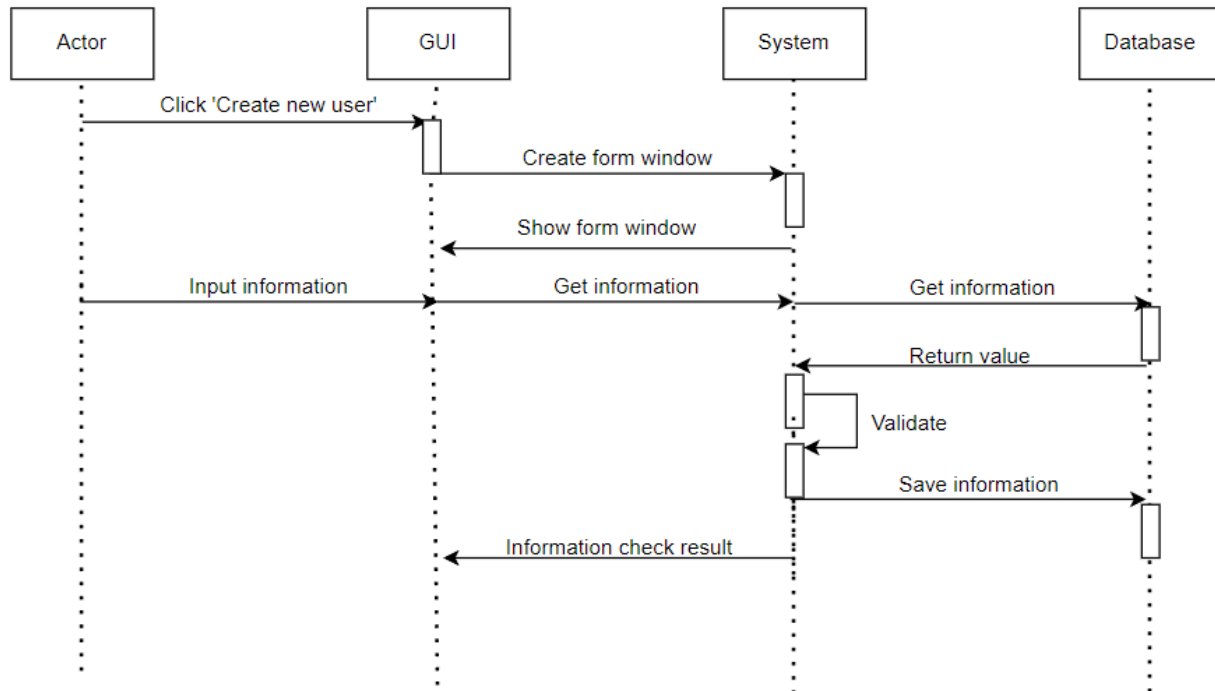 Actor
GUI
System
Database
Click 'Create new user'
Create form window
Show form window
Input information
Get information
Get information
Return value
Validate
Save information
Information check result